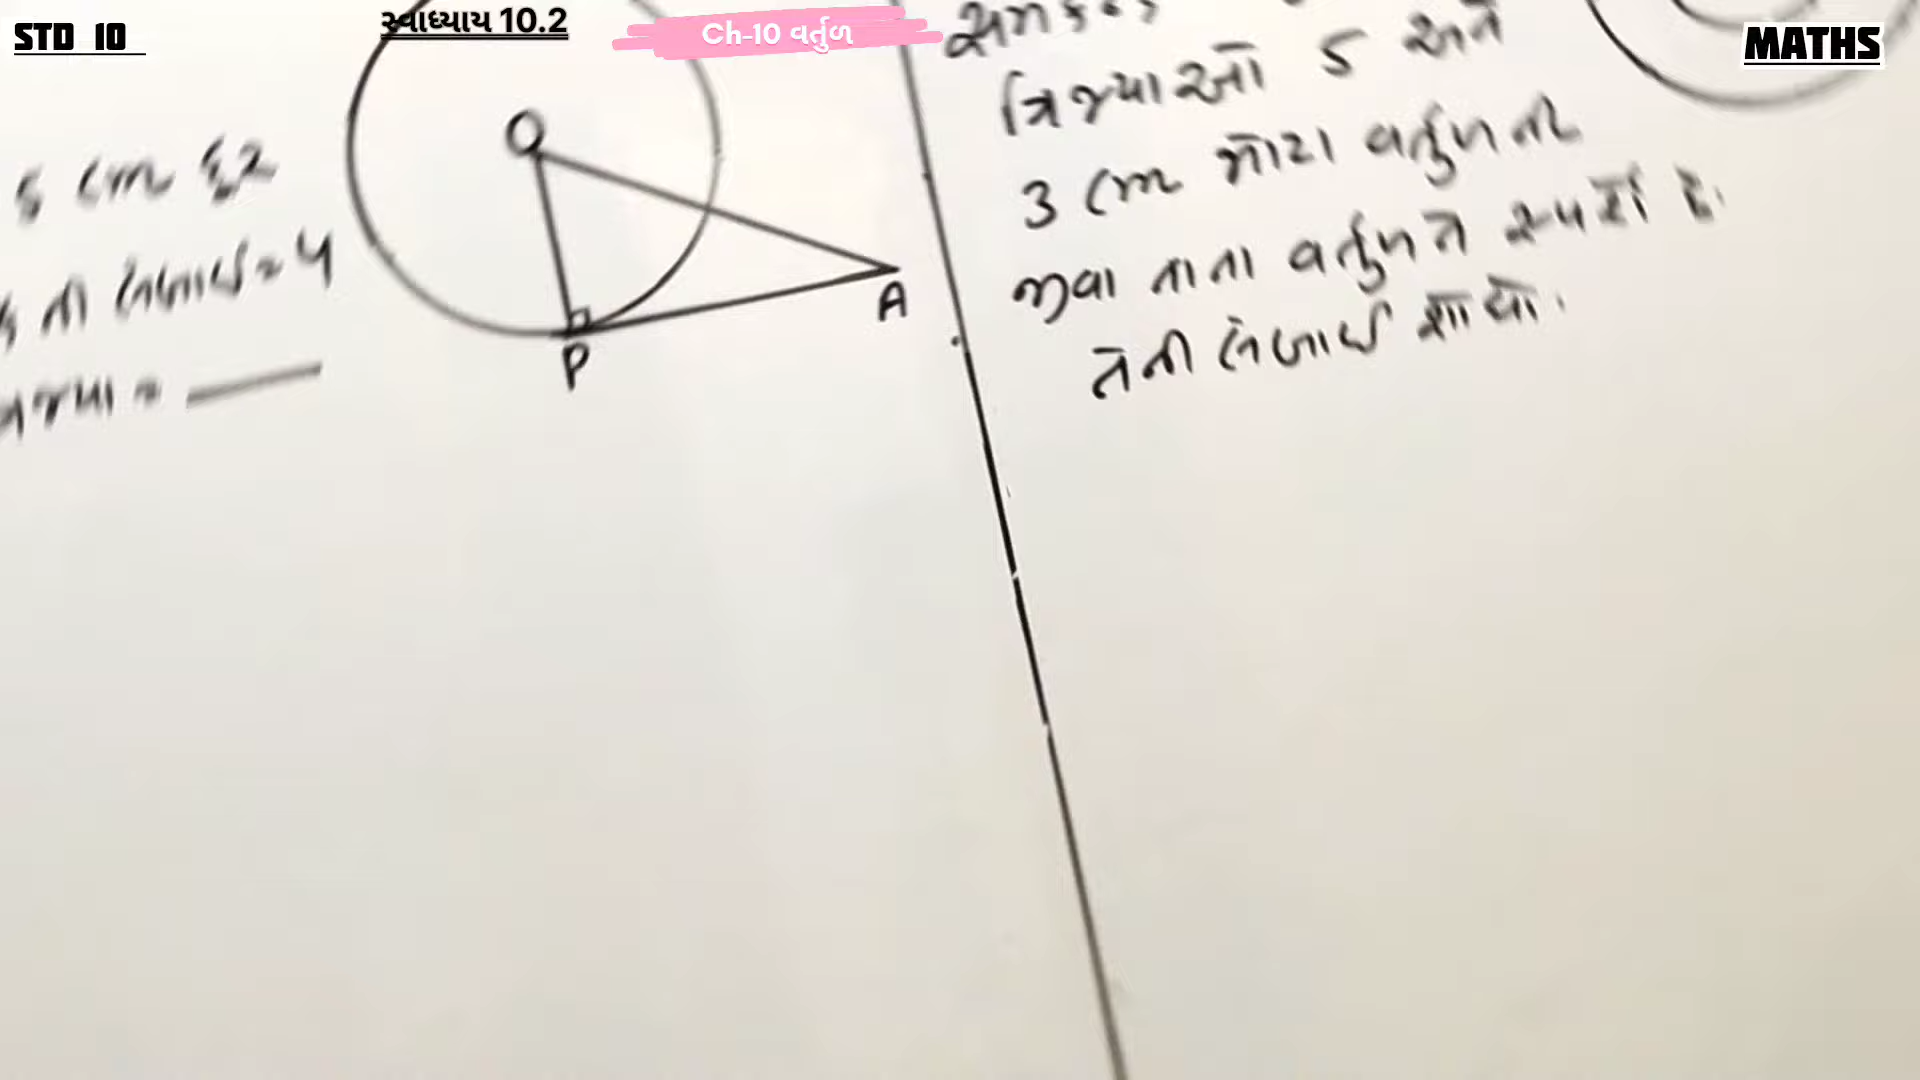 STD 10
સ્વાધ્યાય 10.2
Ch-10 વર્તુળ
MATHS
5 cm દૂર
ની લંબાઈ = 4
ત્રિજ્યા = ___
O
A
P
ત્રિજ્યાઓ 5 અને
3 cm મોટા વર્તુળની
જીવા નાના વર્તુળને સ્પર્શે છે.
તેની લંબાઈ શોધો.